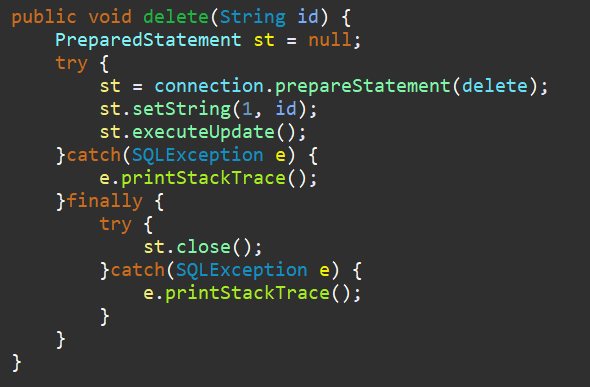 public void delete(String id) {
    PreparedStatement st = null;
    try {
        st = connection.prepareStatement(delete);
        st.setString(1, id);
        st.executeUpdate();
    }catch(SQLException e) {
        e.printStackTrace();
    }finally {
        try {
            st.close();
        }catch(SQLException e) {
            e.printStackTrace();
        }
    }
}